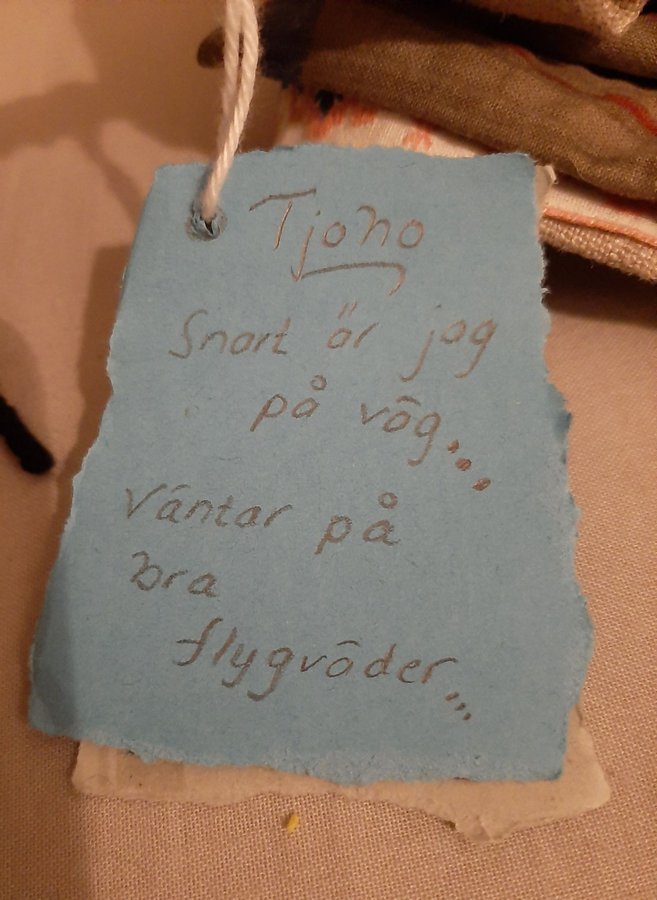 Tjoho
Snart är jag
på väg...
Väntar på
bra
flygväder...